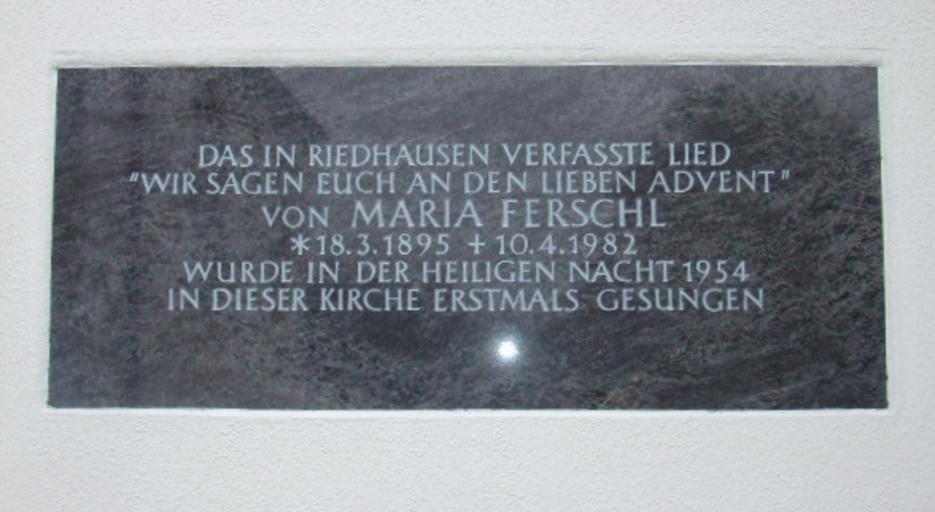 DAS IN RIEDHAUSEN VERFASSTE LIED
"WIR SAGEN EUCH AN DEN LIEBEN ADVENT"
VON MARIA FERSCHL
*18.3.1895 +10.4.1982
WURDE IN DER HEILIGEN NACHT 1954
IN DIESER KIRCHE ERSTMALS GESUNGEN